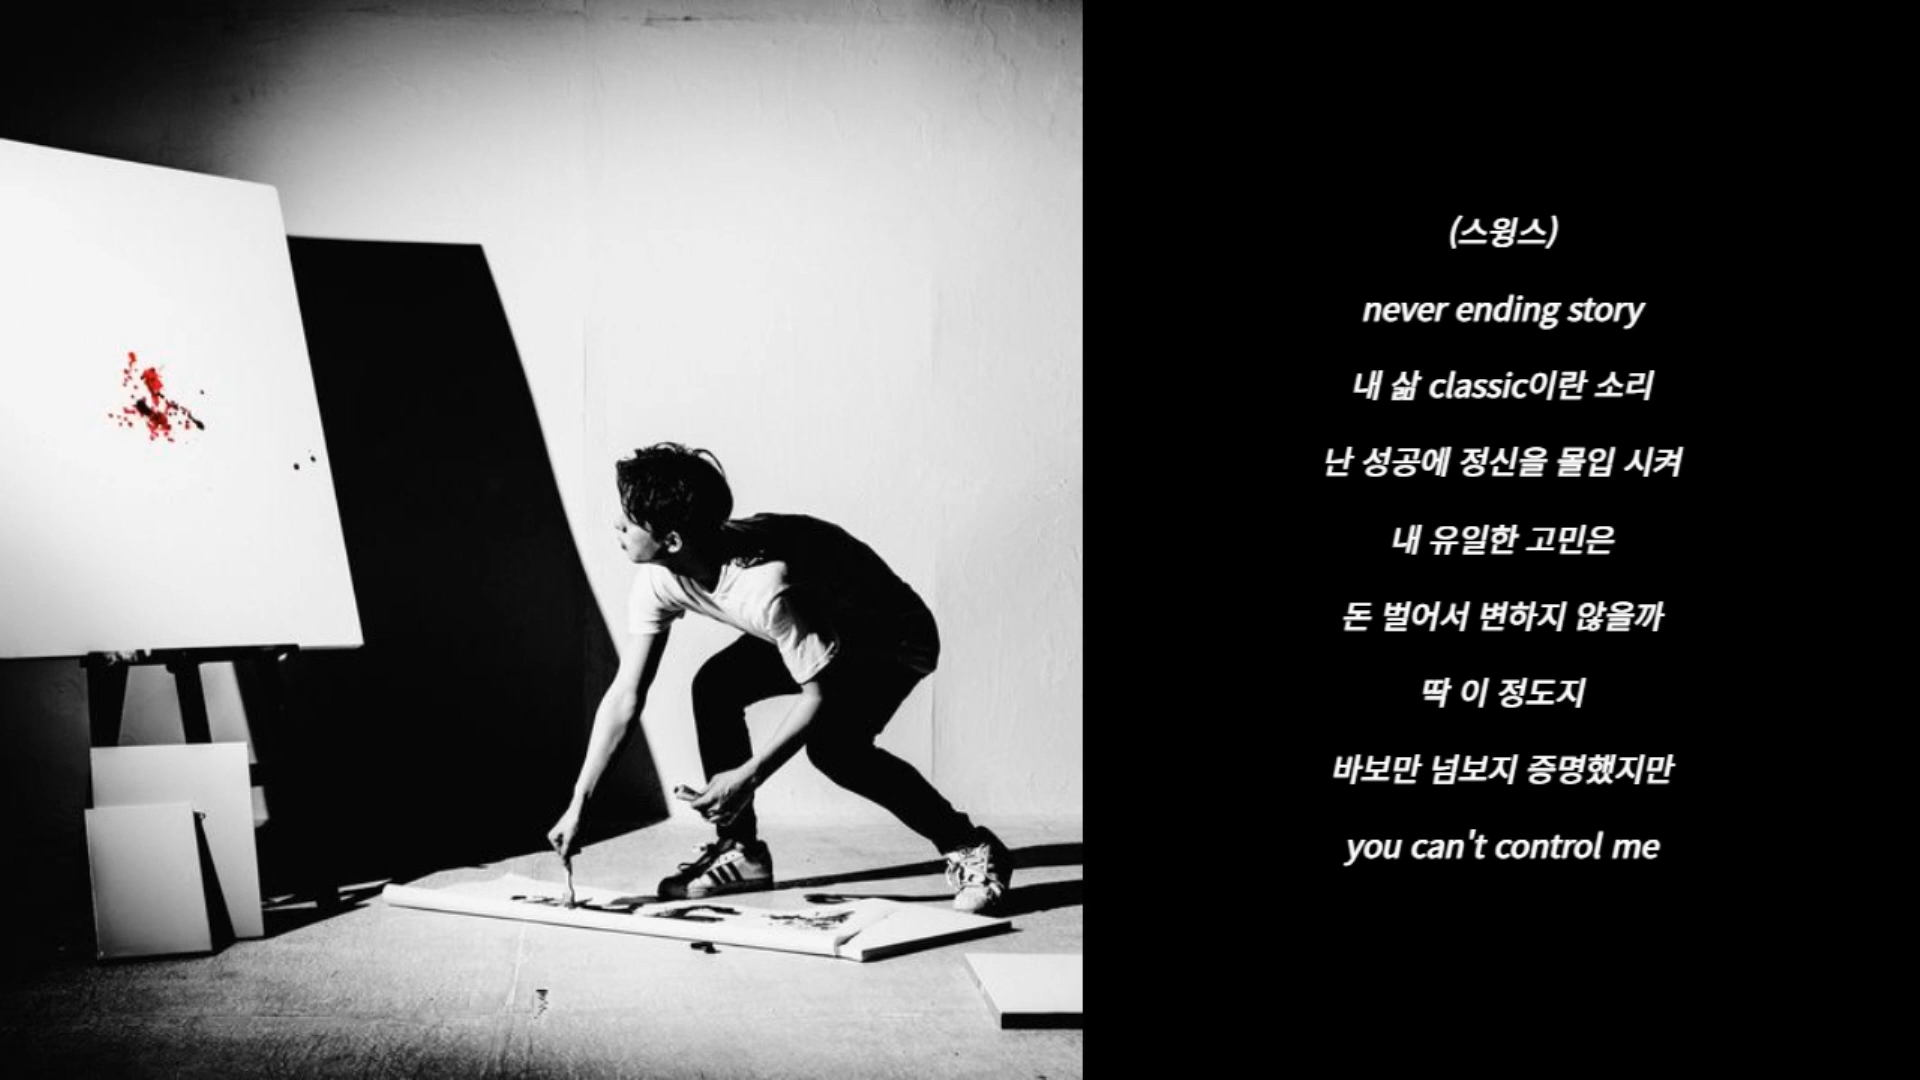 (스윙스)
never ending story
내 삶 classic이란 소리
난 성공에 정신을 몰입 시켜
내 유일한 고민은
돈 벌어서 변하지 않을까
딱 이 정도지
바보만 넘보지 증명했지만
you can't control me